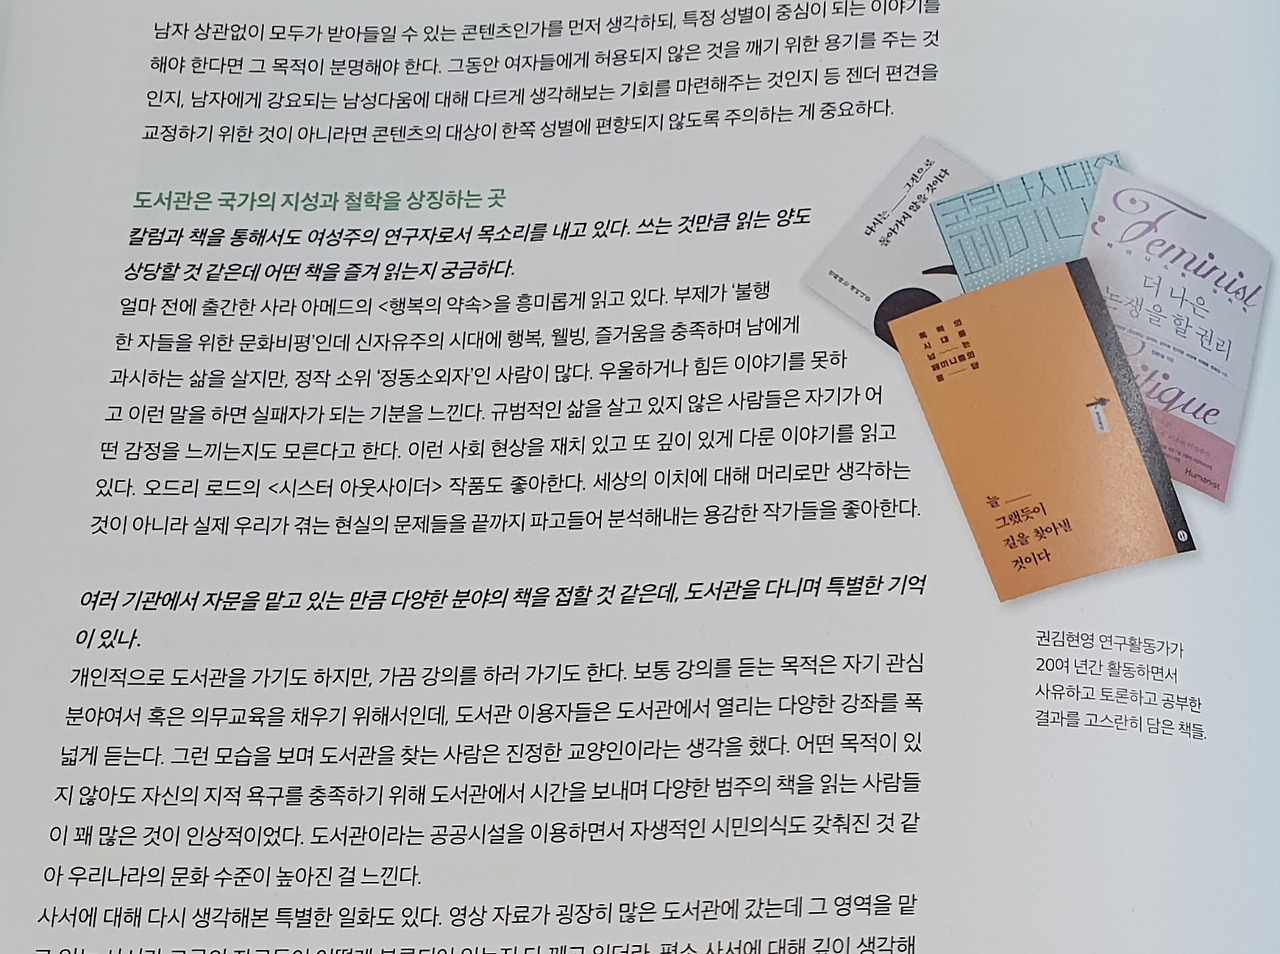 남자 상관없이 모두가 받아들일 수 있는 콘텐츠인가를 먼저 생각하되, 특정 성별이 중심이 되는 이야기를
해야 한다면 그 목적이 분명해야 한다. 그동안 여자들에게 허용되지 않은 것을 깨기 위한 용기를 주는 것
인지, 남자에게 강요되는 남성다움에 대해 다르게 생각해보는 기회를 마련해주는 것인지 등 젠더 편견을
교정하기 위한 것이 아니라면 콘텐츠의 대상이 한쪽 성별에 편향되지 않도록 주의하는 게 중요하다.
도서관은 국가의 지성과 철학을 상징하는 곳
칼럼과 책을 통해서도 여성주의 연구자로서 목소리를 내고 있다. 쓰는 것만큼 읽는 양도
상당할 것 같은데 어떤 책을 즐겨 읽는지 궁금하다.
얼마 전에 출간한 사라 아메드의 <행복의 약속>을 흥미롭게 읽고 있다. 부제가 ‘불행
한 자들을 위한 문화비평’인데 신자유주의 시대에 행복, 웰빙, 즐거움을 충족하며 남에게
과시하는 삶을 살지만, 정작 소위 ‘정동소외자’인 사람이 많다. 우울하거나 힘든 이야기를 못하
고 이런 말을 하면 실패자가 되는 기분을 느낀다. 규범적인 삶을 살고 있지 않은 사람들은 자기가 어
떤 감정을 느끼는지도 모른다고 한다. 이런 사회 현상을 재치 있고 또 깊이 있게 다룬 이야기를 읽고
있다. 오드리 로드의 <시스터 아웃사이더> 작품도 좋아한다. 세상의 이치에 대해 머리로만 생각하는
것이 아니라 실제 우리가 겪는 현실의 문제들을 끝까지 파고들어 분석해내는 용감한 작가들을 좋아한다.
여러 기관에서 자문을 맡고 있는 만큼 다양한 분야의 책을 접할 것 같은데, 도서관을 다니며 특별한 기억
이 있나.
개인적으로 도서관을 가기도 하지만, 가끔 강의를 하러 가기도 한다. 보통 강의를 듣는 목적은 자기 관심
분야여서 혹은 의무교육을 채우기 위해서인데, 도서관 이용자들은 도서관에서 열리는 다양한 강좌를 폭
넓게 듣는다. 그런 모습을 보며 도서관을 찾는 사람은 진정한 교양인이라는 생각을 했다. 어떤 목적이 있
지 않아도 자신의 지적 욕구를 충족하기 위해 도서관에서 시간을 보내며 다양한 범주의 책을 읽는 사람들
이 꽤 많은 것이 인상적이었다. 도서관이라는 공공시설을 이용하면서 자생적인 시민의식도 갖춰진 것 같
아 우리나라의 문화 수준이 높아진 걸 느낀다.
사서에 대해 다시 생각해본 특별한 일화도 있다. 영상 자료가 굉장히 많은 도서관에 갔는데 그 영역을 맡
평소 사서에 대해 깊이 생각해
다시는 그전으로
돌아가지 않을 것이다
코로나 시대의
페미니
Feminist
더 나은
논쟁을 할 권리
Humanist
늘
그랬듯이
길을 찾아낼
것이다
권김현영 연구활동가가
20여 년간 활동하면서
사유하고 토론하고 공부한
결과를 고스란히 담은 책들.